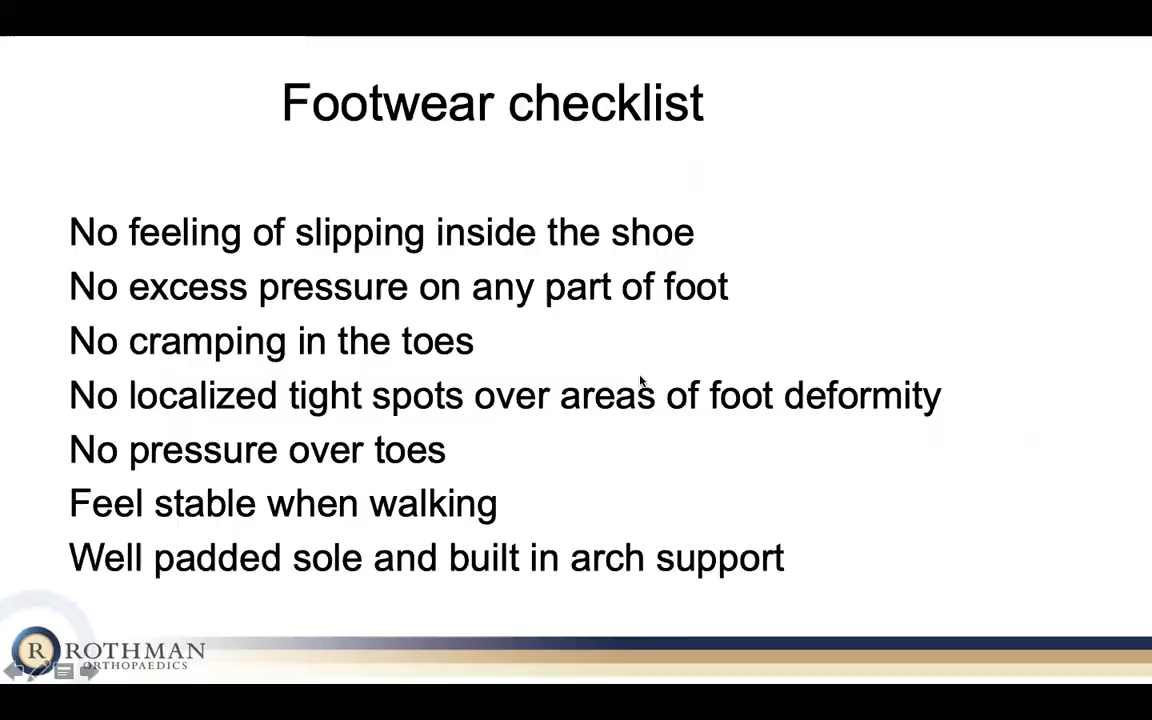 Footwear checklist
No feeling of slipping inside the shoe
No excess pressure on any part of foot
No cramping in the toes
No localized tight spots over areas of foot deformity
No pressure over toes
Feel stable when walking
Well padded sole and built in arch support
R ROTHMAN
ORTHOPAEDICS